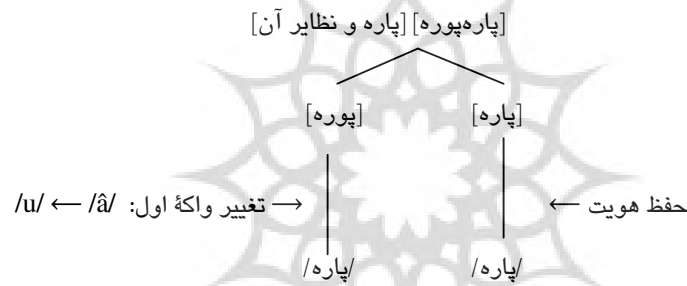 [پاره‌پوره] [پاره و نظایر آن]
[پاره] [پوره]
حفظ هویت ← → تغییر واکهٔ اول: /â/ ← /u/
/پاره/ /پاره/